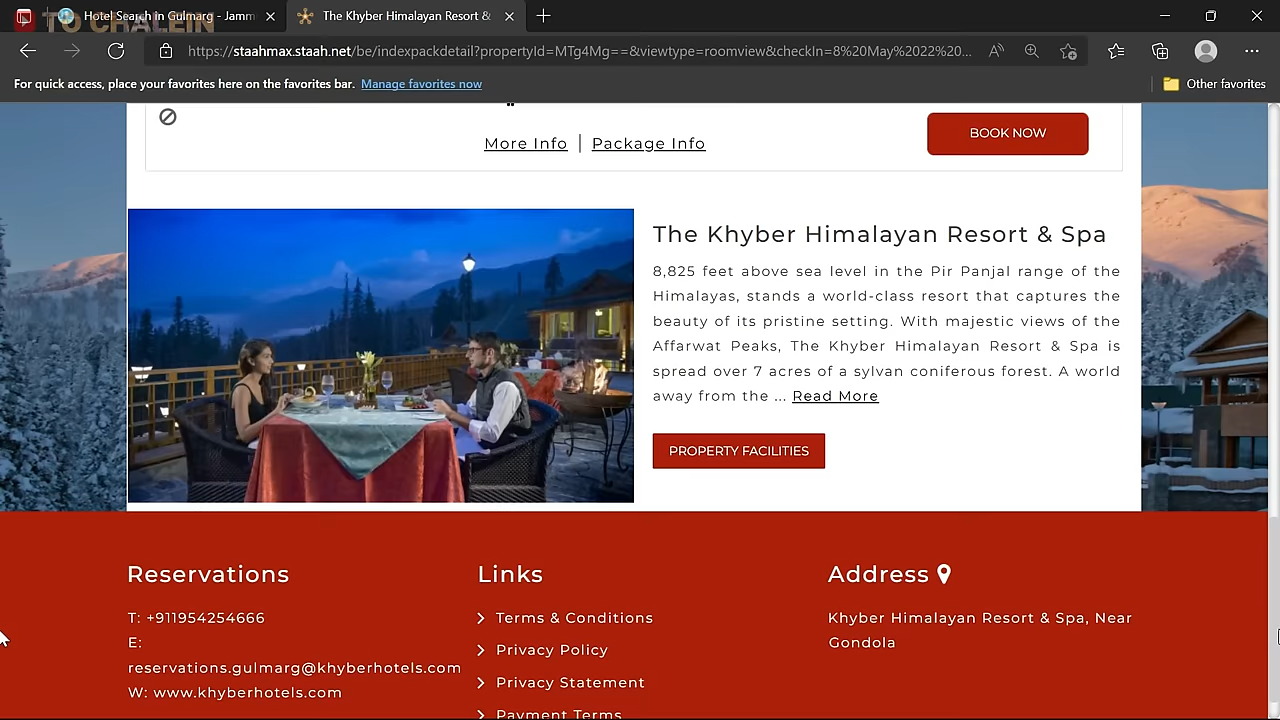 TO CHALEIN
Hotel Search in Gulmarg - Jamm
The Khyber Himalayan Resort &
https://staahmax.staah.net/be/indexpackdetail?propertyId=MTg4Mg==&viewtype=roomview&checkIn=8%20May%2022%20...
For quick access, place your favorites here on the favorites bar. Manage favorites now
Other favorites
More Info | Package Info
BOOK NOW
The Khyber Himalayan Resort & Spa
8,825 feet above sea level in the Pir Panjal range of the
Himalayas, stands a world-class resort that captures the
beauty of its pristine setting. With majestic views of the
Affarwat Peaks, The Khyber Himalayan Resort & Spa is
spread over 7 acres of a sylvan coniferous forest. A world
away from the ... Read More
PROPERTY FACILITIES
Reservations
T: +911954254666
E:
reservations.gulmarg@khyberhotels.com
W: www.khyberhotels.com
Links
Terms & Conditions
Privacy Policy
Privacy Statement
Payment Terms
Address
Khyber Himalayan Resort & Spa, Near
Gondola